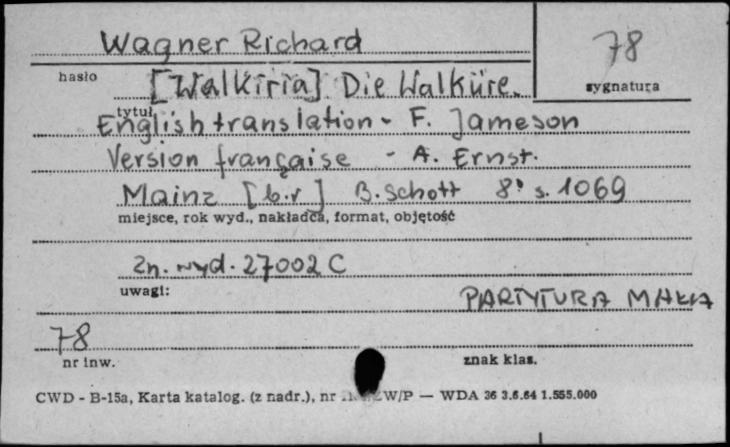 Wagner Richard
78
hasło
[Walkiria] Die Walküre.
sygnatura
tytuł
English translation - F. Jameson
Version française - A. Ernst.
Mainz [b.r] B. Schott 8° s. 1069
miejsce, rok wyd., nakładca, format, objętość
Zn. wyd. 27002 C
uwagi:
PARTYTURA MAŁA
78
nr inw.
znak klas.
CWD - B-15a, Karta katalog. (z nadr.), nr ZW/P — WDA 36 3.6.64 1.555.000